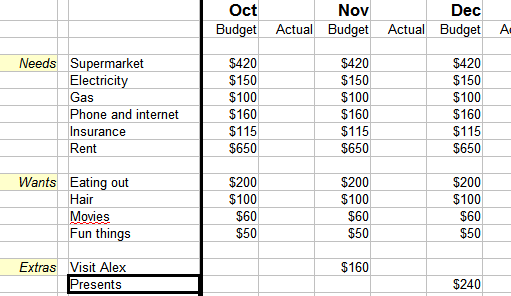 Oct Nov Dec
Budget Actual Budget Actual Budget
Needs Supermarket $420 $420 $420
Electricity $150 $150 $150
Gas $100 $100 $100
Phone and internet $160 $160 $160
Insurance $115 $115 $115
Rent $650 $650 $650
Wants Eating out $200 $200 $200
Hair $100 $100 $100
Movies $60 $60 $60
Fun things $50 $50 $50
Extras Visit Alex $160
Presents $240